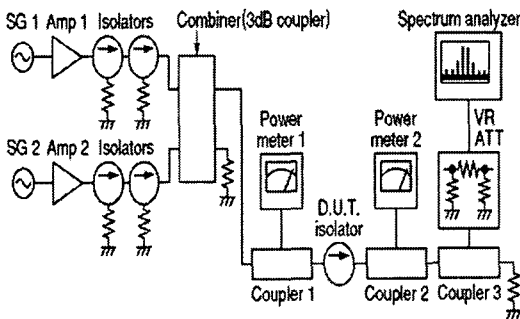 SG 1 Amp 1 Isolators
Combiner(3dB coupler)
Spectrum analyzer
SG 2 Amp 2 Isolators
Power
meter 1
Power
meter 2
VR
ATT
D.U.T.
isolator
Coupler 1
Coupler 2
Coupler 3